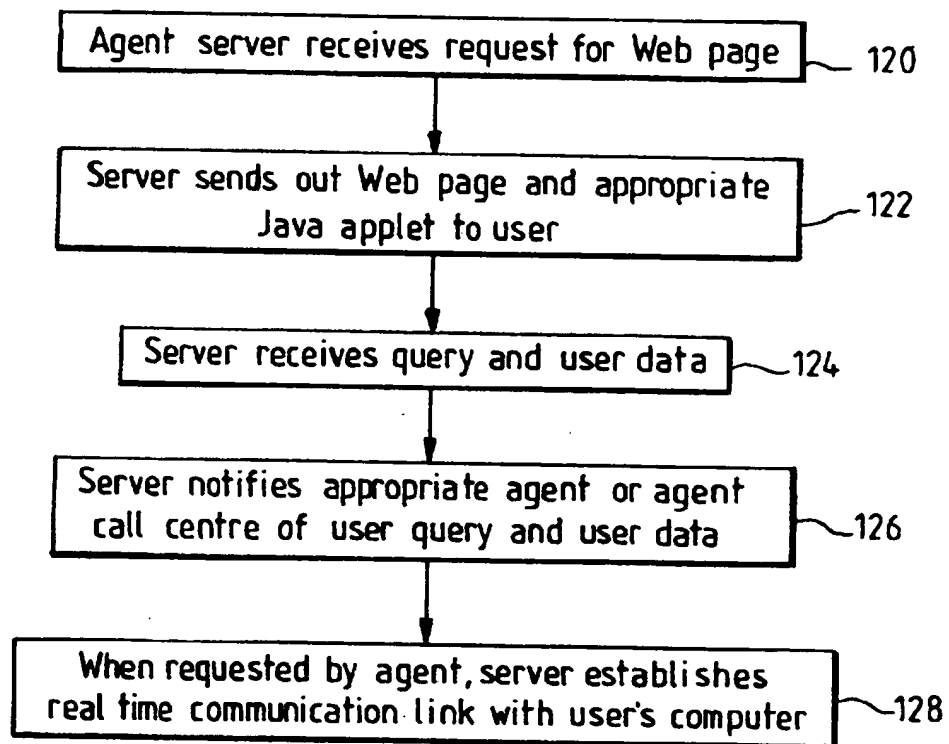 Agent server receives request for Web page
120
Server sends out Web page and appropriate
Java applet to user
122
Server receives query and user data
124
Server notifies appropriate agent or agent
call centre of user query and user data
126
When requested by agent, server establishes
real time communication link with user's computer
128